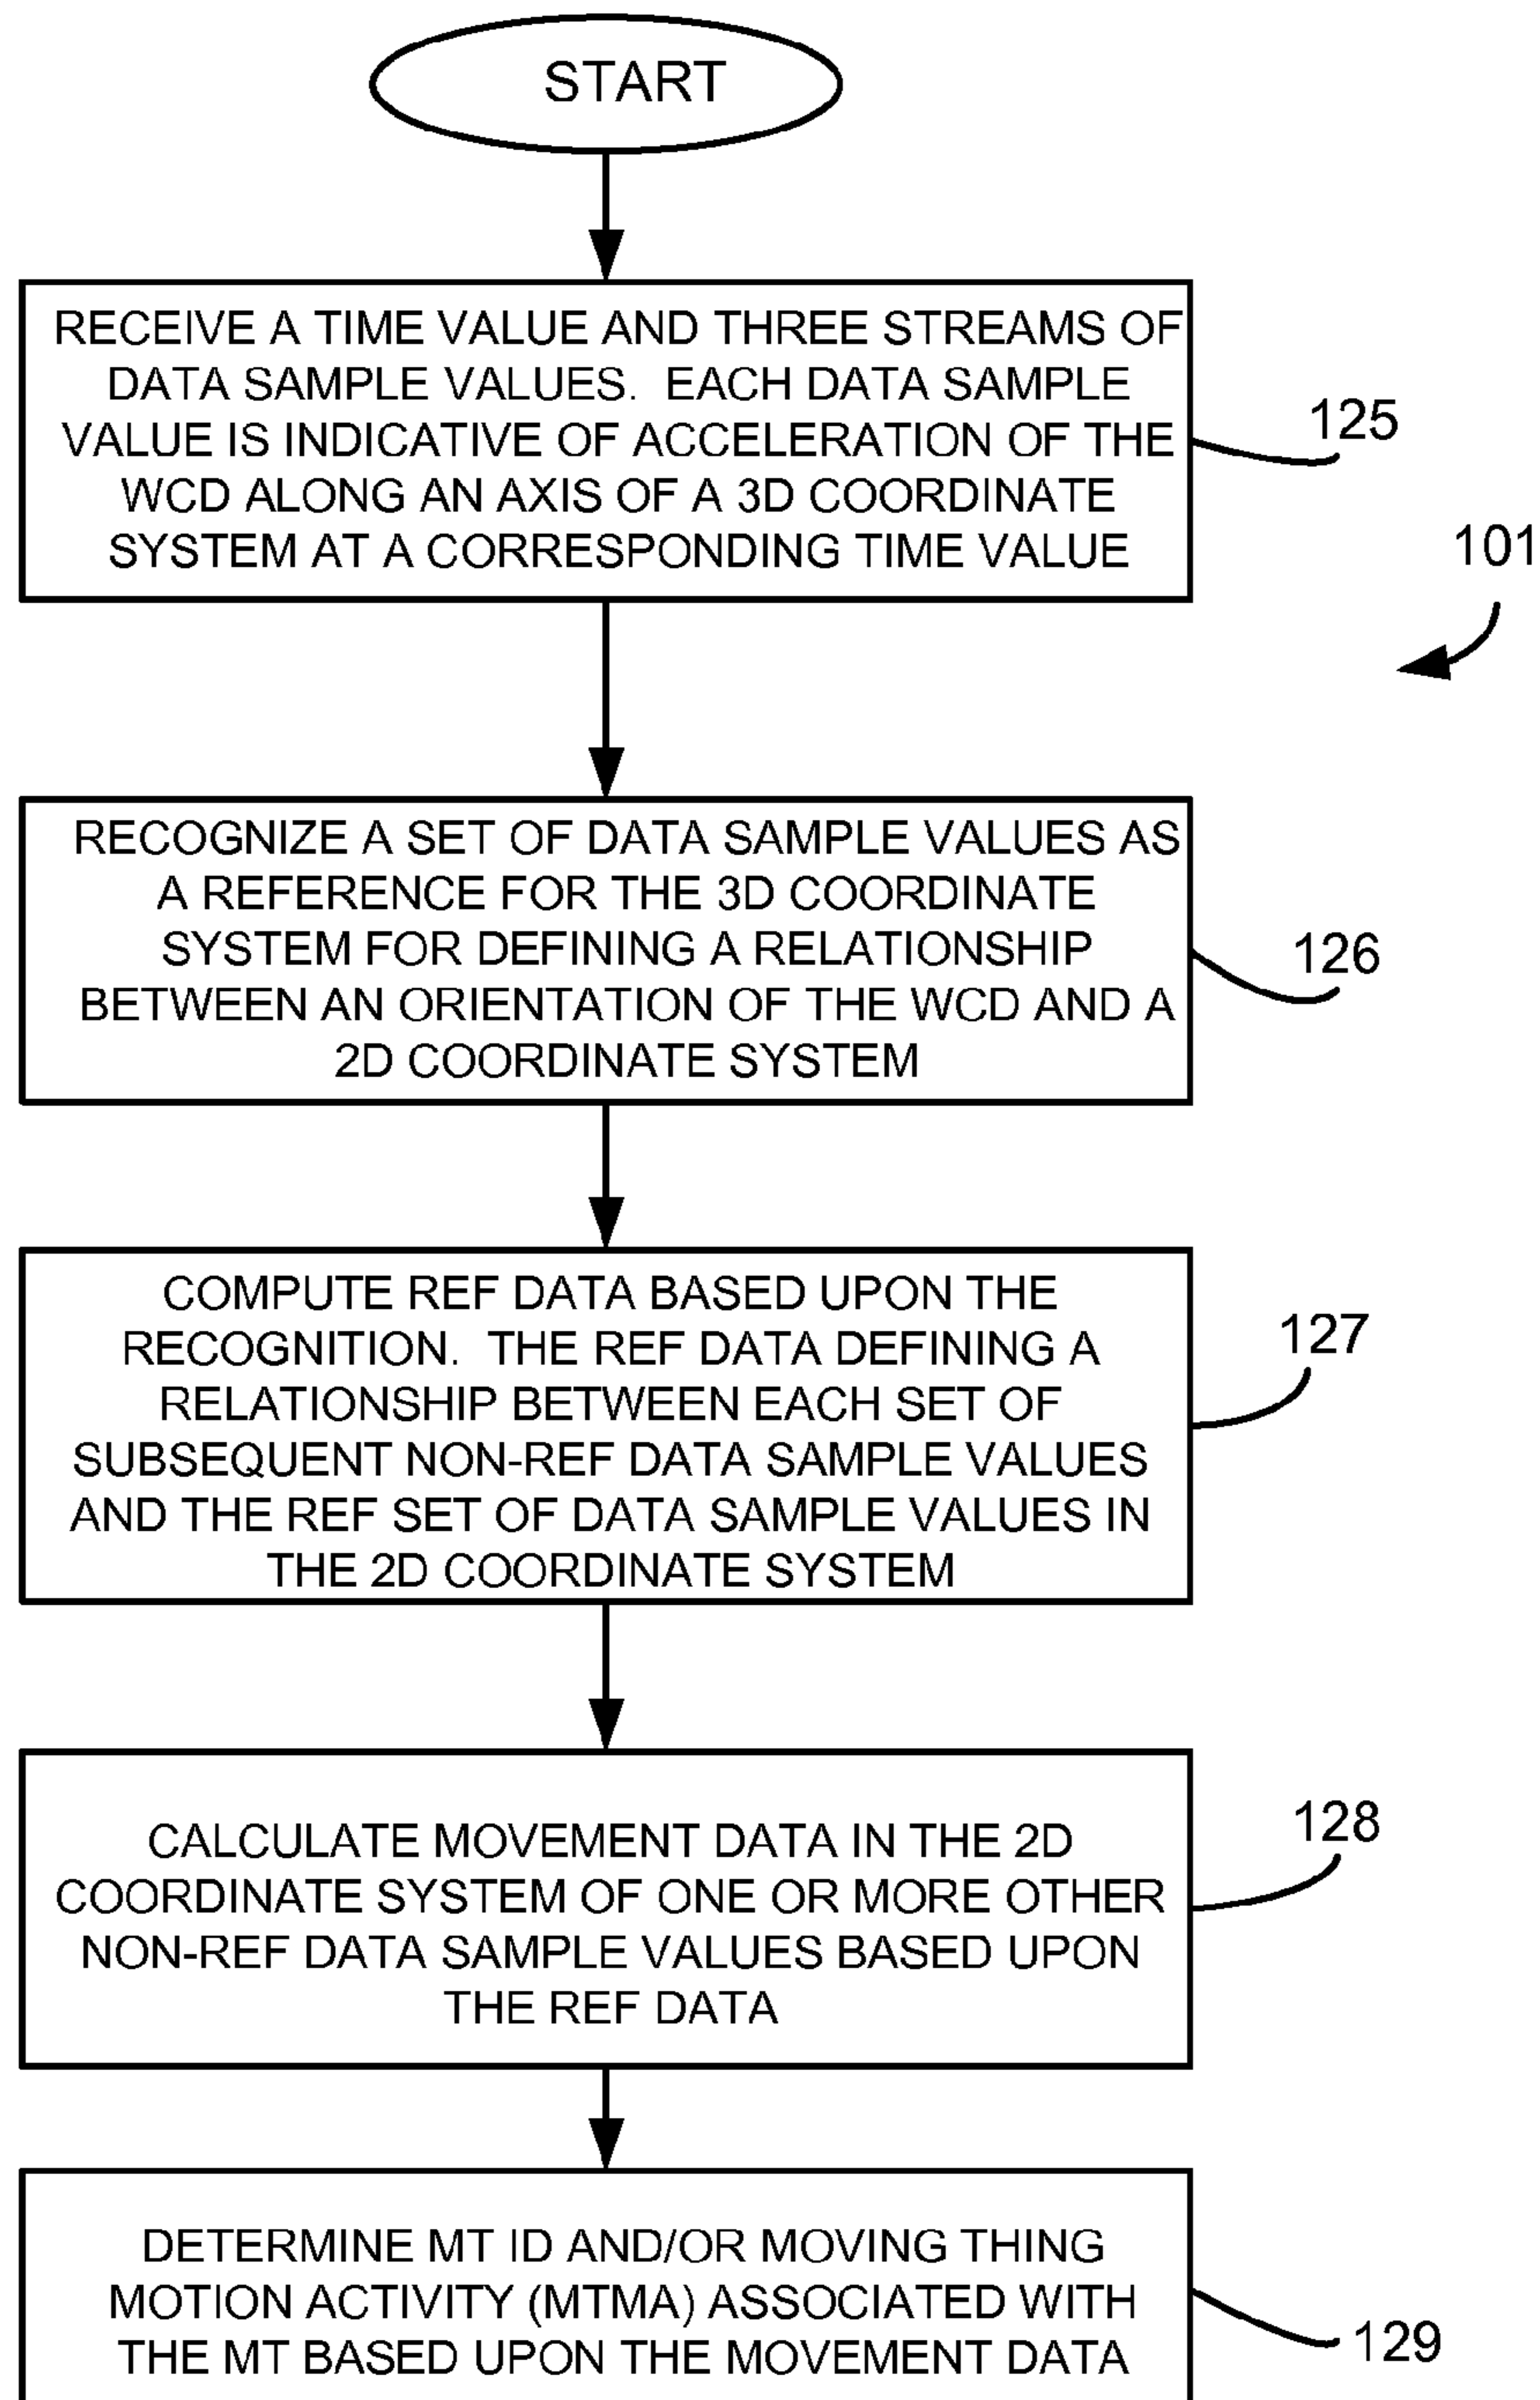 START
RECEIVE A TIME VALUE AND THREE STREAMS OF
DATA SAMPLE VALUES. EACH DATA SAMPLE
VALUE IS INDICATIVE OF ACCELERATION OF THE
WCD ALONG AN AXIS OF A 3D COORDINATE
SYSTEM AT A CORRESPONDING TIME VALUE
125
101
RECOGNIZE A SET OF DATA SAMPLE VALUES AS
A REFERENCE FOR THE 3D COORDINATE
SYSTEM FOR DEFINING A RELATIONSHIP
BETWEEN AN ORIENTATION OF THE WCD AND A
2D COORDINATE SYSTEM
126
COMPUTE REF DATA BASED UPON THE
RECOGNITION. THE REF DATA DEFINING A
RELATIONSHIP BETWEEN EACH SET OF
SUBSEQUENT NON-REF DATA SAMPLE VALUES
AND THE REF SET OF DATA SAMPLE VALUES IN
THE 2D COORDINATE SYSTEM
127
CALCULATE MOVEMENT DATA IN THE 2D
COORDINATE SYSTEM OF ONE OR MORE OTHER
NON-REF DATA SAMPLE VALUES BASED UPON
THE REF DATA
128
DETERMINE MT ID AND/OR MOVING THING
MOTION ACTIVITY (MTMA) ASSOCIATED WITH
THE MT BASED UPON THE MOVEMENT DATA
129